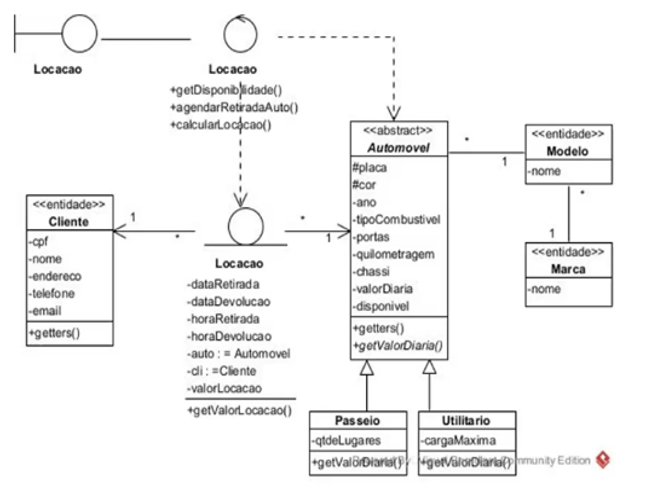 Locacao
Locacao
+getDisponibilidade()
+agendarRetiradaAuto()
+calcularLocacao()
<<abstract>>
Automovel
#placa
#cor
-ano
-tipoCombustivel
-portas
-quilometragem
-chassi
-valorDiaria
-disponivel
+getters()
+getValorDiaria()
*
1
<<entidade>>
Modelo
-nome
*
1
<<entidade>>
Marca
-nome
<<entidade>>
Cliente
-cpf
-nome
-endereco
-telefone
-email
+getters()
1
*
*
1
Locacao
-dataRetirada
-dataDevolucao
-horaRetirada
-horaDevolucao
-auto : = Automovel
-cli : =Cliente
-valorLocacao
+getValorLocacao()
Passeio
-qtdeLugares
+getValorDiaria()
Utilitario
-cargaMaxima
+getValorDiaria()
Community Edition